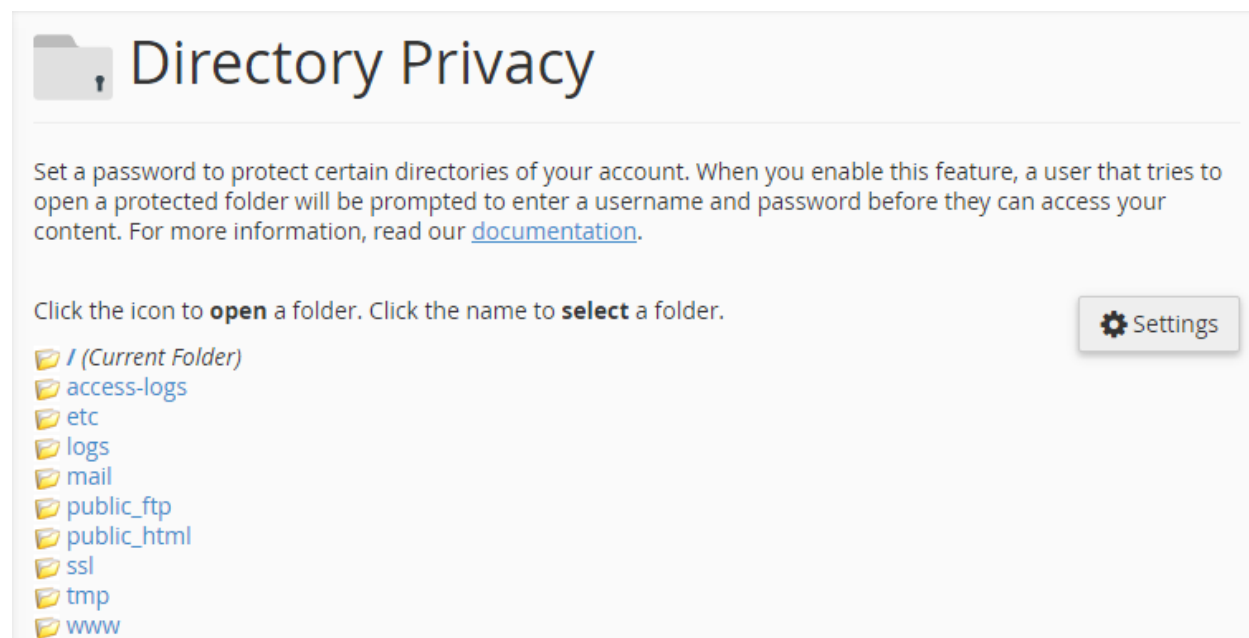 Directory Privacy
Set a password to protect certain directories of your account. When you enable this feature, a user that tries to
open a protected folder will be prompted to enter a username and password before they can access your
content. For more information, read our documentation.
Click the icon to open a folder. Click the name to select a folder.
Settings
/ (Current Folder)
access-logs
etc
logs
mail
public_ftp
public_html
ssl
tmp
www